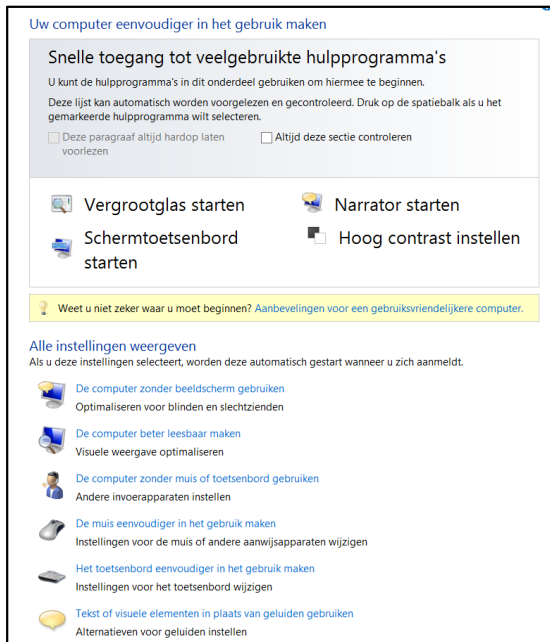 Uw computer eenvoudiger in het gebruik maken
Snelle toegang tot veelgebruikte hulpprogramma's
U kunt de hulpprogramma's in dit onderdeel gebruiken om hiermee te beginnen.
Deze lijst kan automatisch worden voorgelezen en gecontroleerd. Druk op de spatiebalk als u het
gemarkeerde hulpprogramma wilt selecteren.
Deze paragraaf altijd hardop laten
voorlezen
Altijd deze sectie controleren
Vergrootglas starten
Narrator starten
Schermtoetsenbord
starten
Hoog contrast instellen
Weet u niet zeker waar u moet beginnen? Aanbevelingen voor een gebruiksvriendelijkere computer.
Alle instellingen weergeven
Als u deze instellingen selecteert, worden deze automatisch gestart wanneer u zich aanmeldt.
De computer zonder beeldscherm gebruiken
Optimaliseren voor blinden en slechtzienden
De computer beter leesbaar maken
Visuele weergave optimaliseren
De computer zonder muis of toetsenbord gebruiken
Andere invoerapparaten instellen
De muis eenvoudiger in het gebruik maken
Instellingen voor de muis of andere aanwijsapparaten wijzigen
Het toetsenbord eenvoudiger in het gebruik maken
Instellingen voor het toetsenbord wijzigen
Tekst of visuele elementen in plaats van geluiden gebruiken
Alternatieven voor geluiden instellen